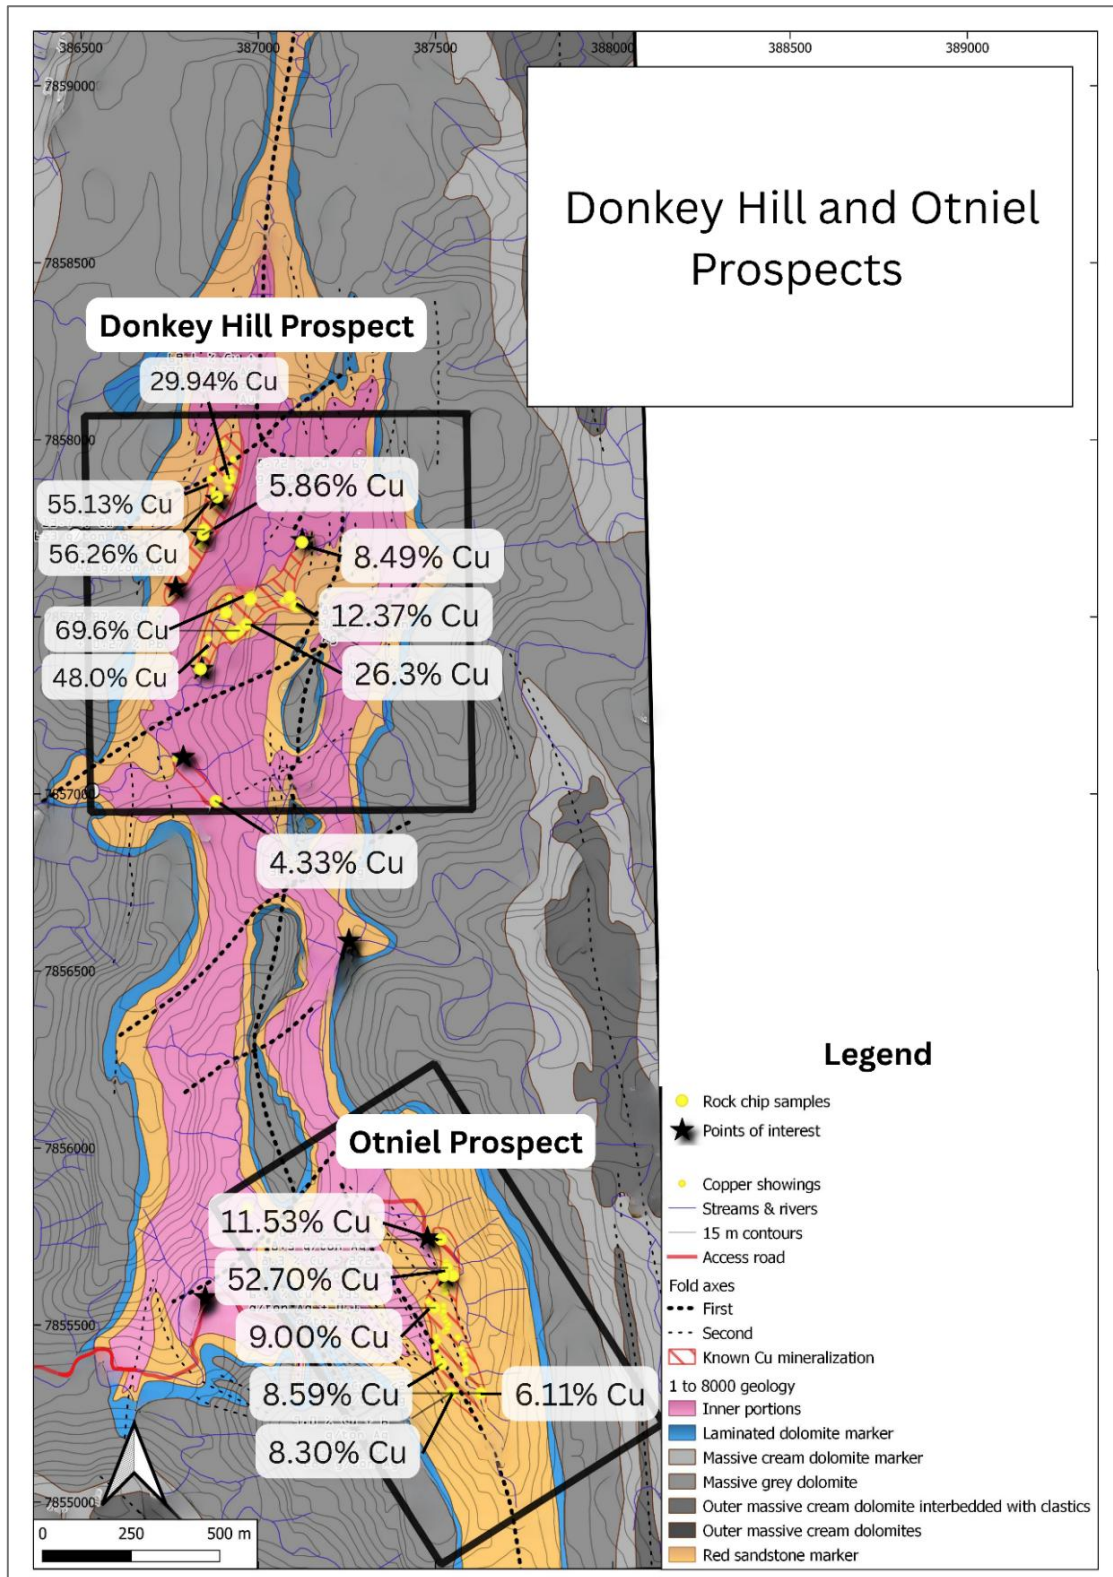 386500
387000
387500
388000
388500
389000
7859000
Donkey Hill and Otniel
Prospects
7858500
Donkey Hill Prospect
29.94% Cu
7858000
55.13% Cu
5.86% Cu
56.26% Cu
8.49% Cu
12.37% Cu
69.6% Cu
26.3% Cu
48.0% Cu
7857000
4.33% Cu
7856500
Otniel Prospect
7856000
11.53% Cu
52.70% Cu
9.00% Cu
7855500
8.59% Cu
6.11% Cu
8.30% Cu
7855000
0 250 500 m
Legend
Rock chip samples
Points of interest
Copper showings
Streams & rivers
15 m contours
Access road
Fold axes
First
Second
Known Cu mineralization
1 to 8000 geology
Inner portions
Laminated dolomite marker
Massive cream dolomite marker
Massive grey dolomite
Outer massive cream dolomite interbedded with clastics
Outer massive cream dolomites
Red sandstone marker